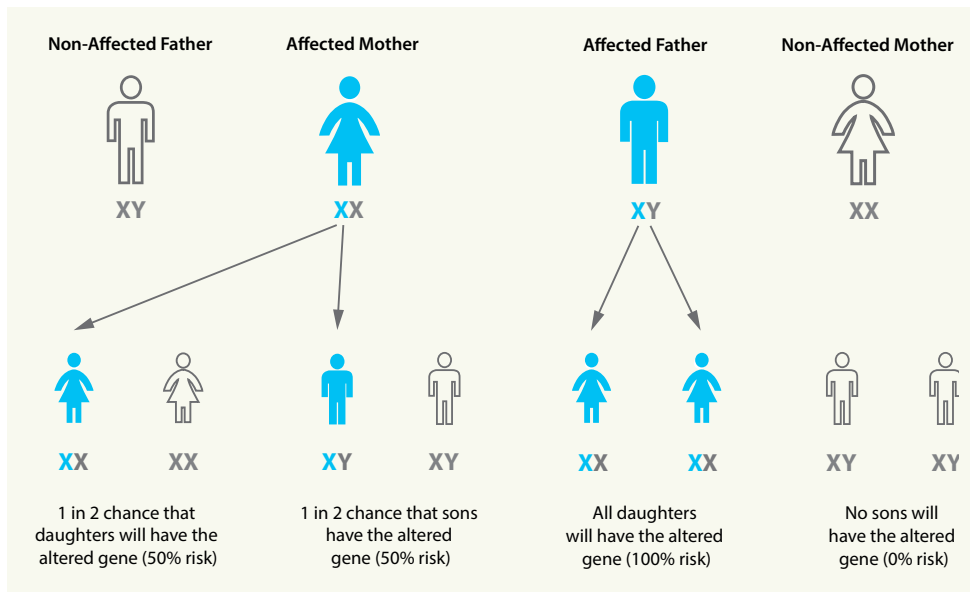 Non-Affected Father
Affected Mother
Affected Father
Non-Affected Mother
XY
XX
XY
XX
XX
XX
XY
XY
XX
XX
XY
XY
1 in 2 chance that
daughters will have the
altered gene (50% risk)
1 in 2 chance that sons
have the altered
gene (50% risk)
All daughters
will have the altered
gene (100% risk)
No sons will
have the altered
gene (0% risk)